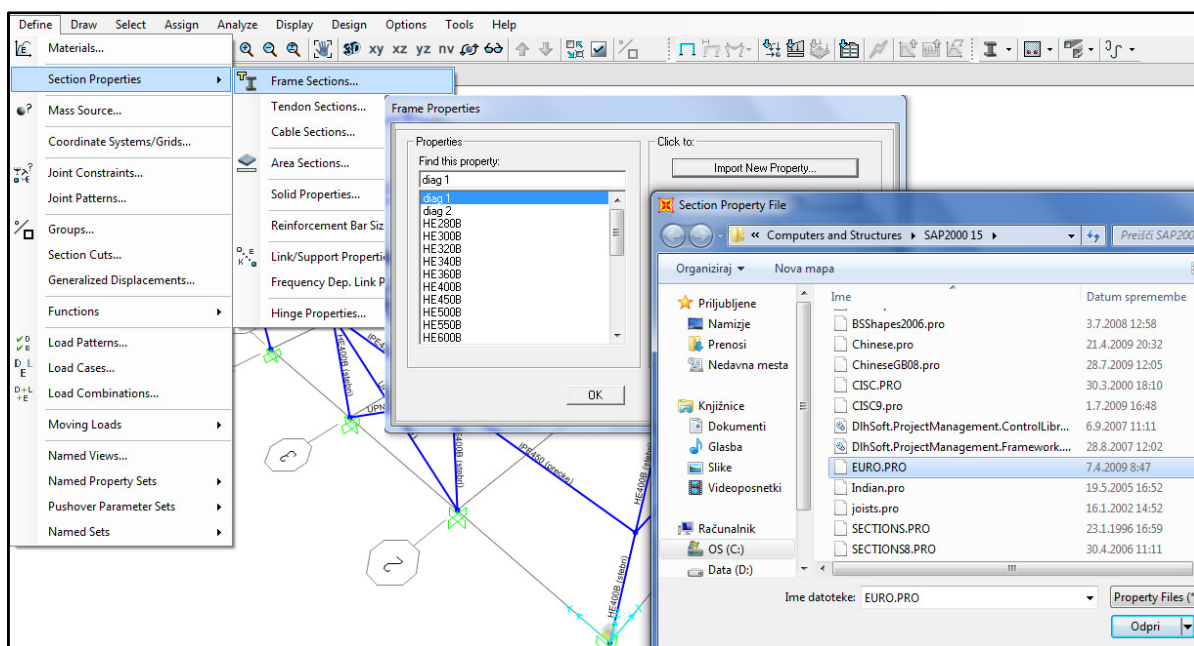 Define Draw Select Assign Analyze Display Design Options Tools Help
xy xz yz nv
Materials...
Section Properties
Mass Source...
Coordinate Systems/Grids...
Joint Constraints...
Joint Patterns...
Groups...
Section Cuts...
Generalized Displacements...
Functions
Load Patterns...
Load Cases...
Load Combinations...
Moving Loads
Named Views...
Named Property Sets
Pushover Parameter Sets
Named Sets
Frame Sections...
Tendon Sections...
Cable Sections...
Area Sections...
Solid Properties...
Reinforcement Bar Siz
Link/Support Properti
Frequency Dep. Link P
Hinge Properties...
Frame Properties
Properties
Find this property:
diag 1
diag 1
diag 2
HE280B
HE300B
HE320B
HE340B
HE360B
HE400B
HE450B
HE500B
HE550B
HE600B
Click to:
Import New Property...
OK
Section Property File
« Computers and Structures SAP2000 15
Preišči SAP200
Organiziraj Nova mapa
Priljubljene
Namizje
Prenosi
Nedavna mesta
Knjižnice
Dokumenti
Glasba
Slike
Videoposnetki
Računalnik
OS (C:)
Data (D:)
Ime Datum spremembe
BSShapes2006.pro 3.7.2008 12:58
Chinese.pro 21.4.2009 20:32
ChineseGB08.pro 28.7.2009 12:05
CISC.PRO 30.3.2000 18:10
CISC9.pro 1.7.2009 16:48
DlhSoft.ProjectManagement.ControlLibr... 6.9.2007 11:11
DlhSoft.ProjectManagement.Framework.... 28.8.2007 12:02
EURO.PRO 7.4.2009 8:47
Indian.pro 19.5.2005 16:52
joists.pro 16.1.2002 14:52
SECTIONS.PRO 23.1.1996 16:59
SECTIONS8.PRO 30.4.2006 11:11
Ime datoteke: EURO.PRO
Property Files (*
Odpri
HE400B (stebri)
IPE450 (precke)
HE400B (stebri)
3
2